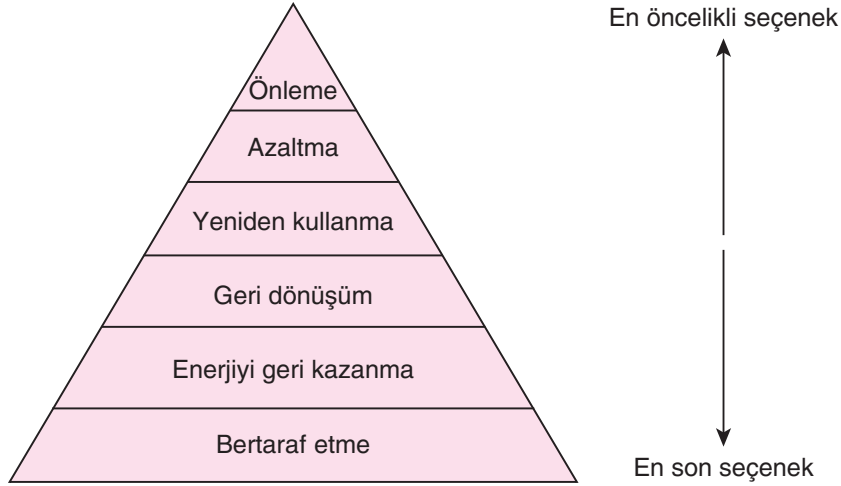 En öncelikli seçenek
Önleme
Azaltma
Yeniden kullanma
Geri dönüşüm
Enerjiyi geri kazanma
Bertaraf etme
En son seçenek